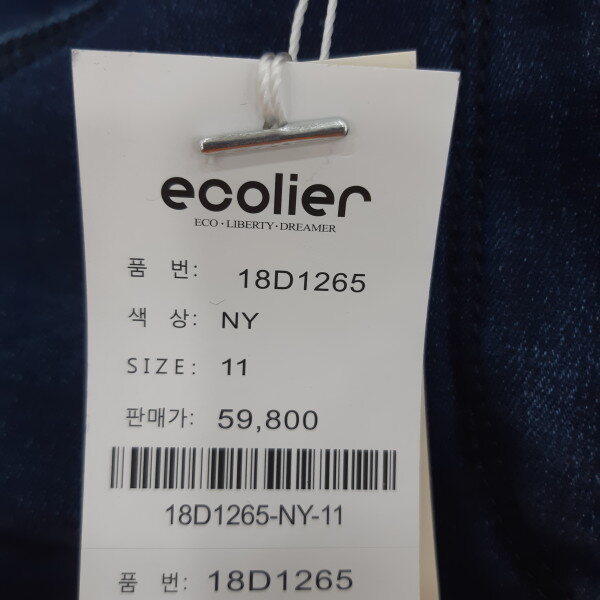 ecolier
ECO·LIBERTY·DREAMER
품 번: 18D1265
색 상: NY
SIZE: 11
판매가: 59,800
18D1265-NY-11
품 번: 18D1265